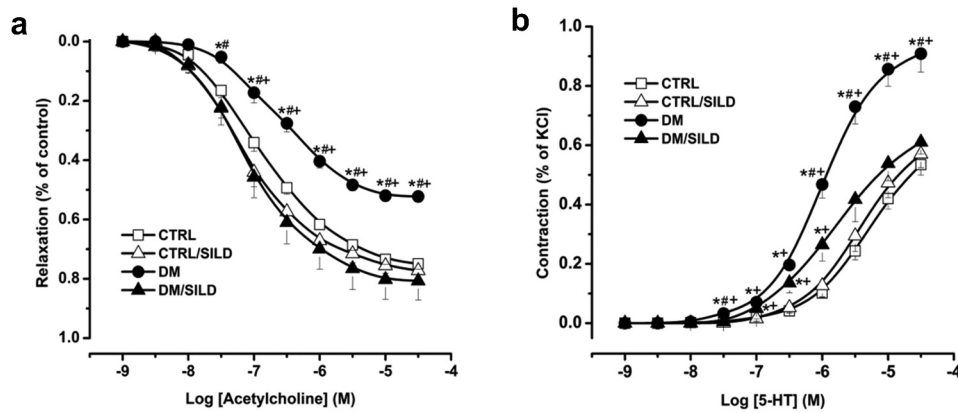 a
Relaxation (% of control)
0.0
0.2
0.4
0.6
0.8
1.0
*#
*#+
*#+
*#+
*#+
*#+
*#+
CTRL
CTRL/SILD
DM
DM/SILD
-9
-8
-7
-6
-5
-4
Log [Acetylcholine] (M)
b
Contraction (% of KCl)
1.0
0.8
0.6
0.4
0.2
0.0
CTRL
CTRL/SILD
DM
DM/SILD
*#+
*#+
*#+
*#+
*+
*+
*#+
*+
*+
*+
-9
-8
-7
-6
-5
-4
Log [5-HT] (M)